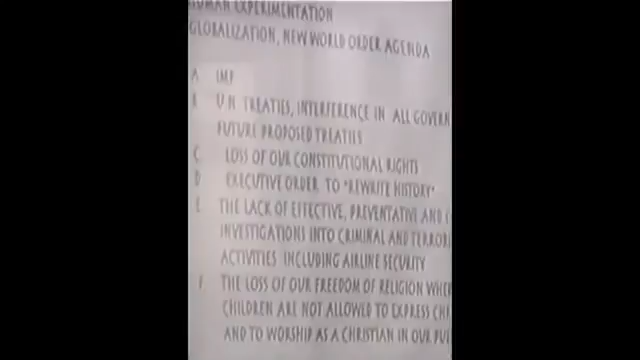 HUMAN EXPERIMENTATION
GLOBALIZATION, NEW WORLD ORDER AGENDA
A IMF
B U N TREATIES, INTERFERENCE IN ALL GOVERN
FUTURE PROPOSED TREATIES
C LOSS OF OUR CONSTITUTIONAL RIGHTS
D EXECUTIVE ORDER TO "REWRITE HISTORY"
E THE LACK OF EFFECTIVE, PREVENTATIVE AND
INVESTIGATIONS INTO CRIMINAL AND TERRORI
ACTIVITIES INCLUDING AIRLINE SECURITY
F THE LOSS OF OUR FREEDOM OF RELIGION WHE
CHILDREN ARE NOT ALLOWED TO EXPRESS CH
AND TO WORSHIP AS A CHRISTIAN IN OUR PU